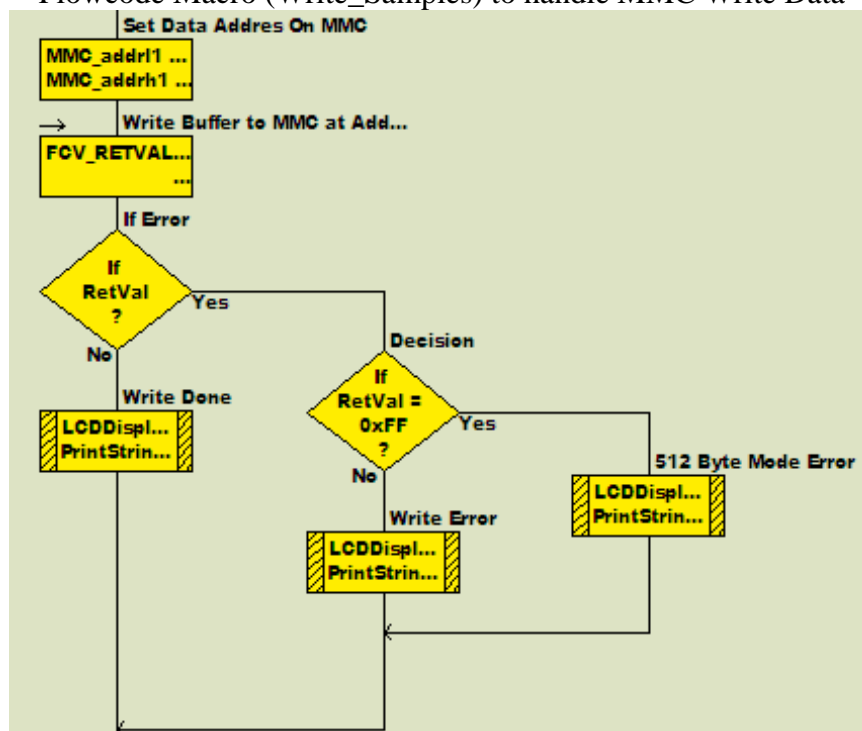 Flowcode Macro (Write_Samples) to handle MMC Write Data
Set Data Addres On MMC
MMC_addrl1 ...
MMC_addrh1 ...
Write Buffer to MMC at Add...
FCV_RETVAL...
...
If Error
If
RetVal
?
Yes
No
Decision
If
RetVal =
0xFF
?
Yes
No
Write Done
LCDDispl...
PrintStrin...
512 Byte Mode Error
LCDDispl...
PrintStrin...
Write Error
LCDDispl...
PrintStrin...